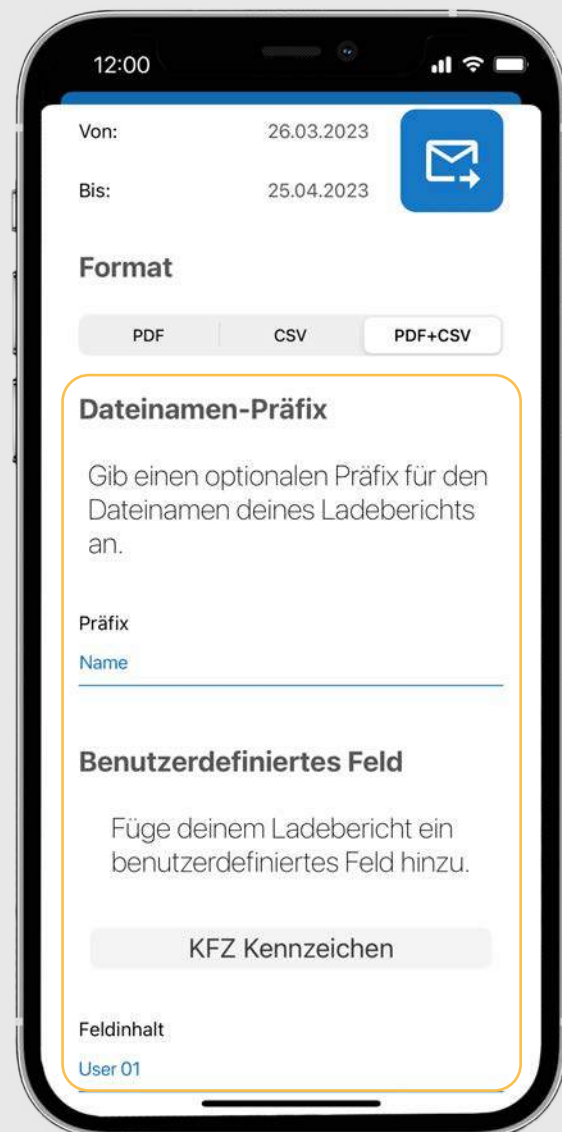 12:00
Von: 26.03.2023
Bis: 25.04.2023
Format
PDF CSV PDF+CSV
Dateinamen-Präfix
Gib einen optionalen Präfix für den
Dateinamen deines Ladeberichts
an.
Präfix
Name
Benutzerdefiniertes Feld
Füge deinem Ladebericht ein
benutzerdefiniertes Feld hinzu.
KFZ Kennzeichen
Feldinhalt
User 01